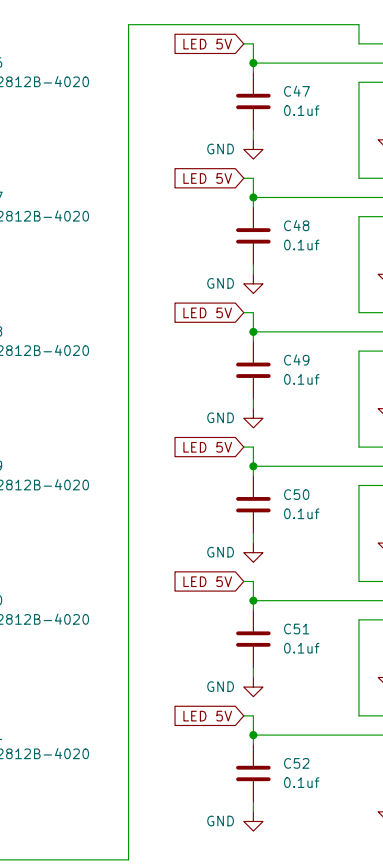 LED 5V
C47
2812B-4020
0.1uf
GND
LED 5V
C48
2812B-4020
0.1uf
GND
LED 5V
C49
2812B-4020
0.1uf
GND
LED 5V
C50
2812B-4020
0.1uf
GND
LED 5V
C51
2812B-4020
0.1uf
GND
LED 5V
C52
2812B-4020
0.1uf
GND